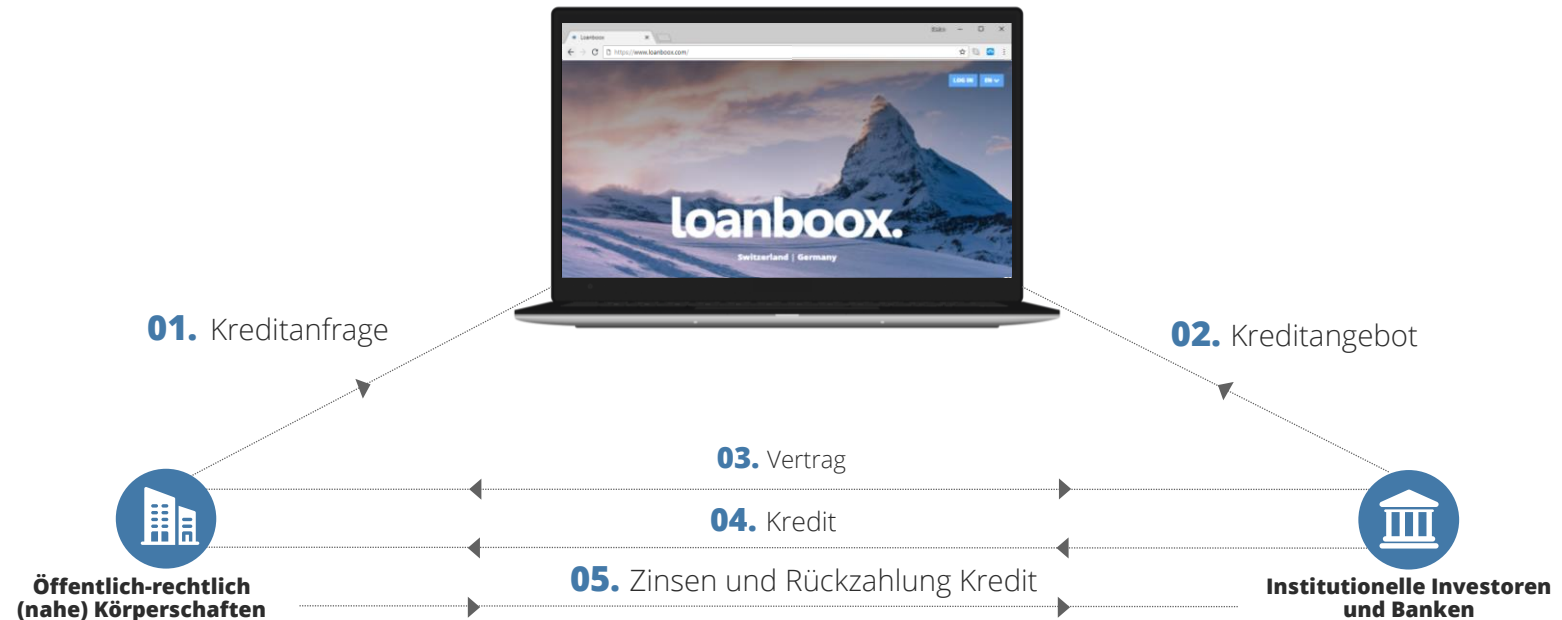 Loanboox
https://www.loanboox.com/
LOG IN EN
loanboox.
Switzerland | Germany
01. Kreditanfrage
02. Kreditangebot
03. Vertrag
04. Kredit
05. Zinsen und Rückzahlung Kredit
Öffentlich-rechtlich
(nahe) Körperschaften
Institutionelle Investoren
und Banken